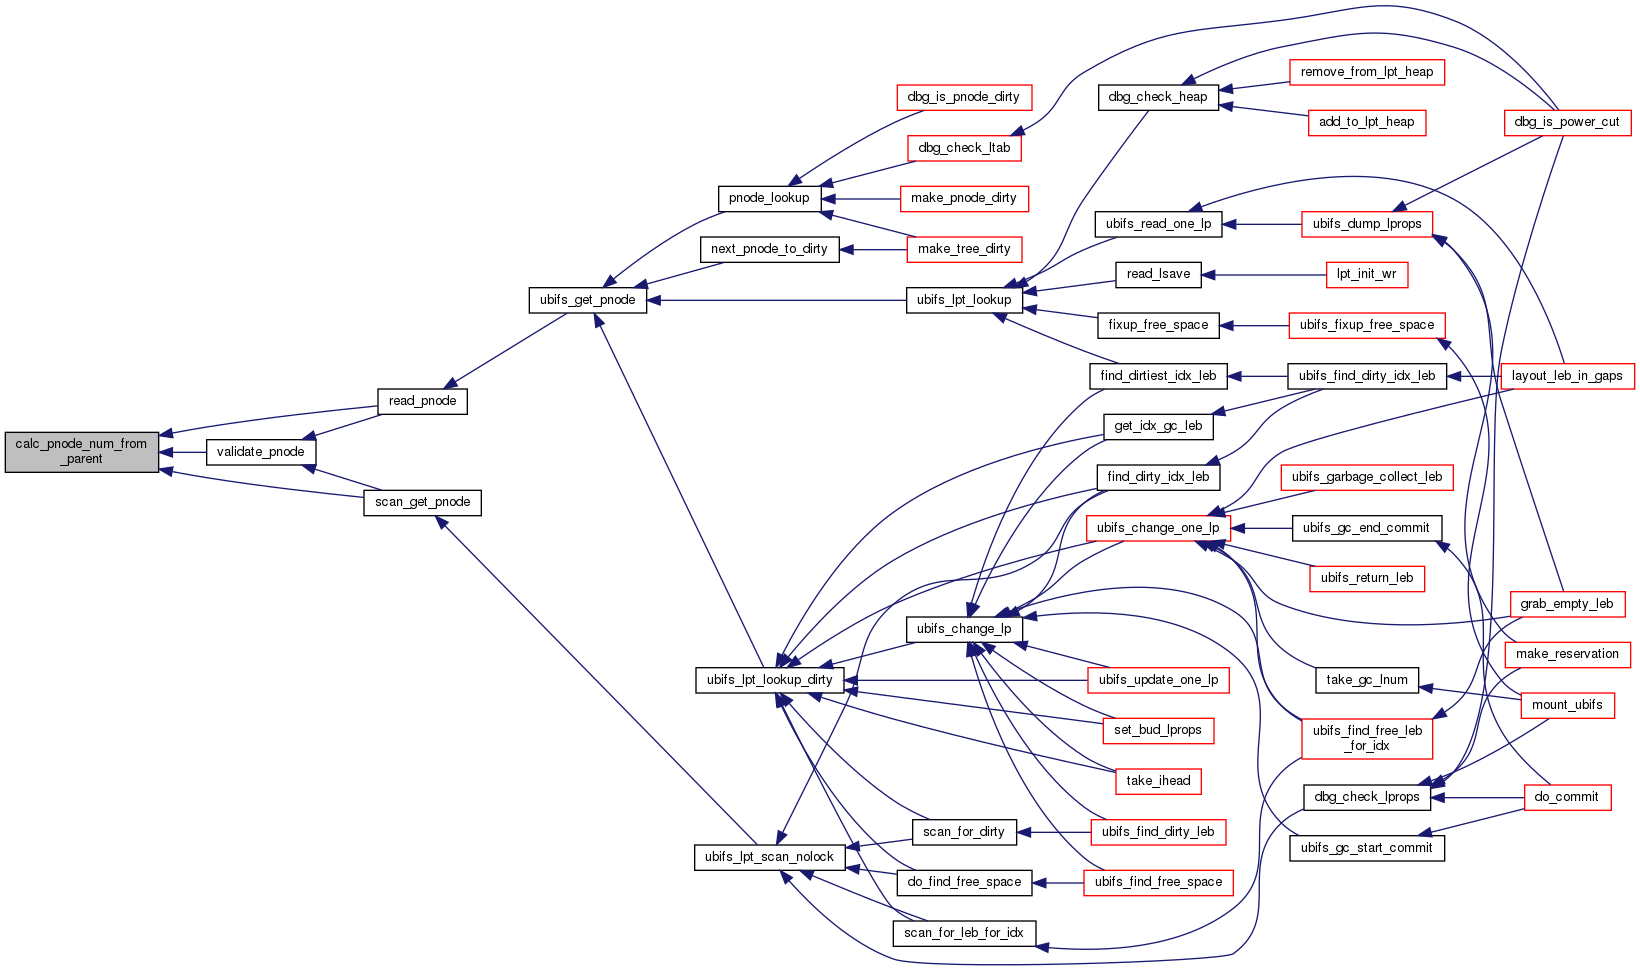 calc_pnode_num_from
_parent
read_pnode
validate_pnode
scan_get_pnode
ubifs_get_pnode
pnode_lookup
next_pnode_to_dirty
ubifs_lpt_lookup_dirty
ubifs_lpt_scan_nolock
dbg_is_pnode_dirty
dbg_check_ltab
make_pnode_dirty
make_tree_dirty
ubifs_lpt_lookup
ubifs_change_lp
scan_for_dirty
do_find_free_space
scan_for_leb_for_idx
dbg_check_heap
ubifs_read_one_lp
read_lsave
fixup_free_space
find_dirtiest_idx_leb
get_idx_gc_leb
find_dirty_idx_leb
ubifs_change_one_lp
ubifs_update_one_lp
set_bud_lprops
take_ihead
ubifs_find_dirty_leb
ubifs_find_free_space
remove_from_lpt_heap
add_to_lpt_heap
ubifs_dump_lprops
lpt_init_wr
ubifs_fixup_free_space
ubifs_find_dirty_idx_leb
ubifs_garbage_collect_leb
ubifs_gc_end_commit
ubifs_return_leb
take_gc_lnum
ubifs_find_free_leb
_for_idx
dbg_check_lprops
ubifs_gc_start_commit
dbg_is_power_cut
layout_leb_in_gaps
grab_empty_leb
make_reservation
mount_ubifs
do_commit